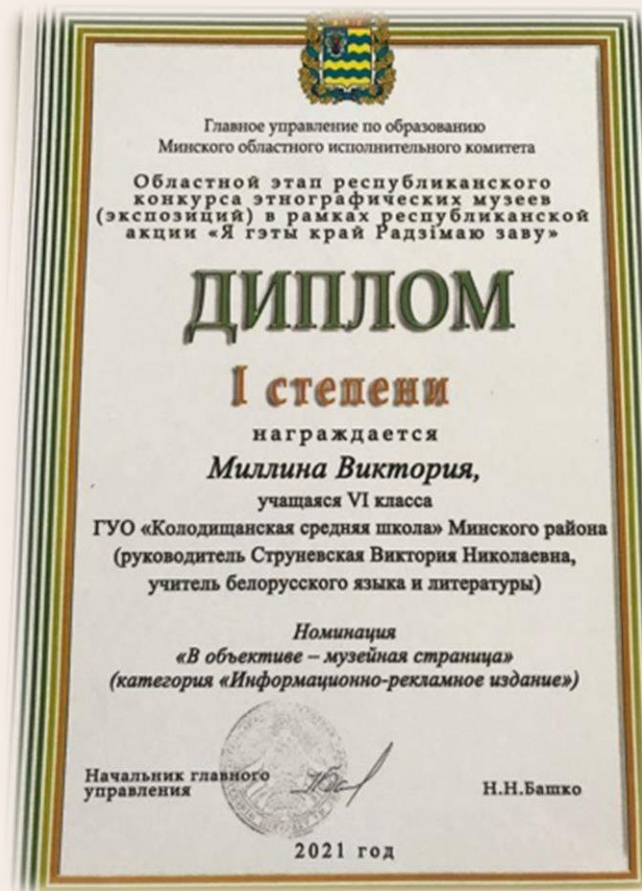 Главное управление по образованию
Минского областного исполнительного комитета
Областной этап республиканского
конкурса этнографических музеев
(экспозиций) в рамках республиканской
акции «Я гэты край Радзімаю заву»
ДИПЛОМ
I степени
награждается
Миллина Виктория,
учащаяся VI класса
ГУО «Колодищанская средняя школа» Минского района
(руководитель Струневская Виктория Николаевна,
учитель белорусского языка и литературы)
Номинация
«В объективе – музейная страница»
(категория «Информационно-рекламное издание»)
Начальник главного
управления
Н.Н.Башко
2021 год